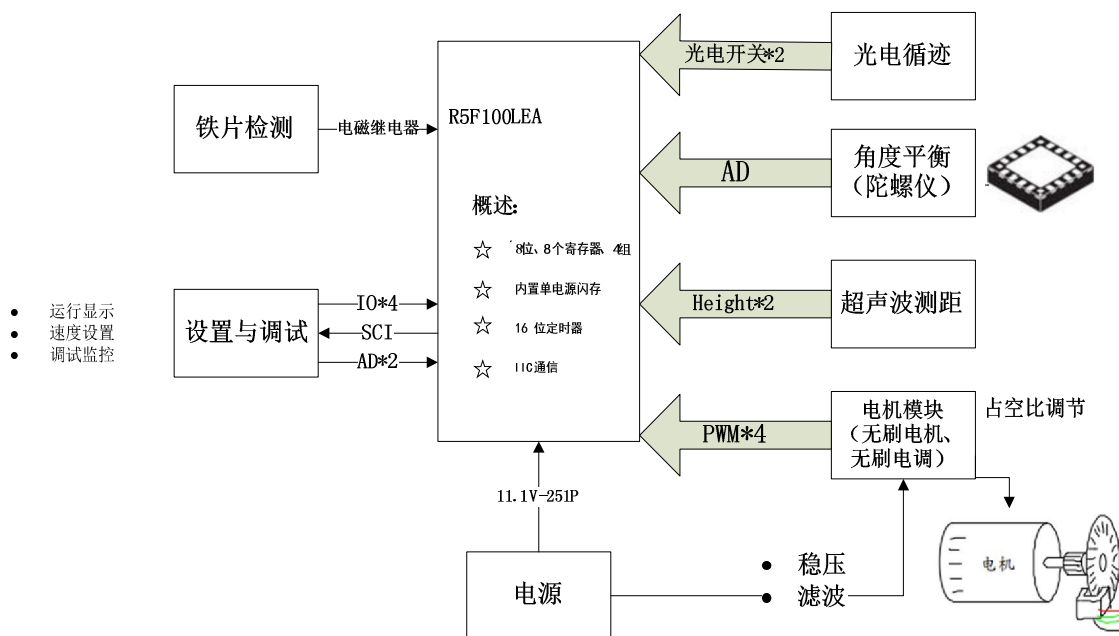 光电开关*2
光电循迹
铁片检测
电磁继电器
R5F100LEA
AD
角度平衡
（陀螺仪）
概述:
☆ 8位、8个寄存器、4组
☆ 内置单电源闪存
☆ 16 位定时器
☆ IIC通信
Height*2
超声波测距
• 运行显示
• 速度设置
• 调试监控
设置与调试
IO*4
SCI
AD*2
PWM*4
电机模块
（无刷电机、
无刷电调）
占空比调节
11.1V-251P
电源
• 稳压
• 滤波
电机